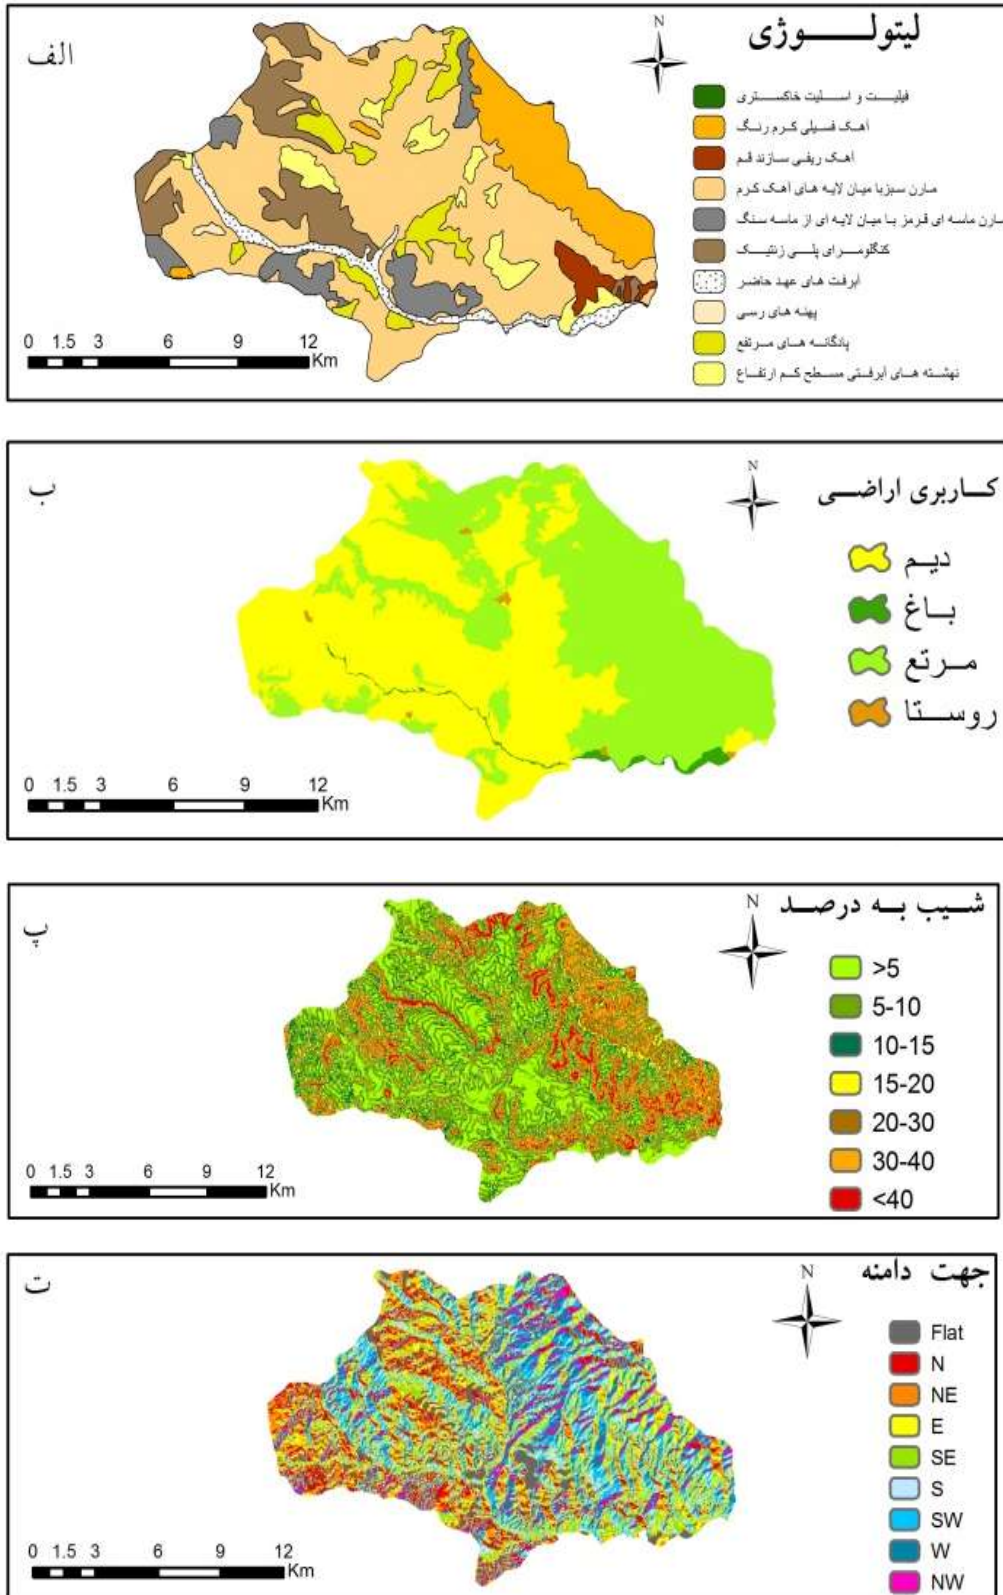 الف
N
لیتولوژی
فیلیت و اسلیت خاکستری
آهک فسیلی کرم رنگ
آهک ریفی سازند قم
مارن سبزبا میان لایه های آهک کرم
مارن ماسه ای قرمز با میان لایه ای از ماسه سنگ
کنگلومرای پلی ژنتیک
آبرفت های عهد حاضر
پهنه های رسی
پادگانه های مرتفع
نهشته های آبرفتی مسطح کم ارتفاع
0 1.5 3 6 9 12
Km
ب
N
کاربری اراضی
دیم
باغ
مرتع
روستا
0 1.5 3 6 9 12
Km
پ
N
شیب به درصد
>5
5-10
10-15
15-20
20-30
30-40
<40
0 1.5 3 6 9 12
Km
ت
N
جهت دامنه
Flat
N
NE
E
SE
S
SW
W
NW
0 1.5 3 6 9 12
Km